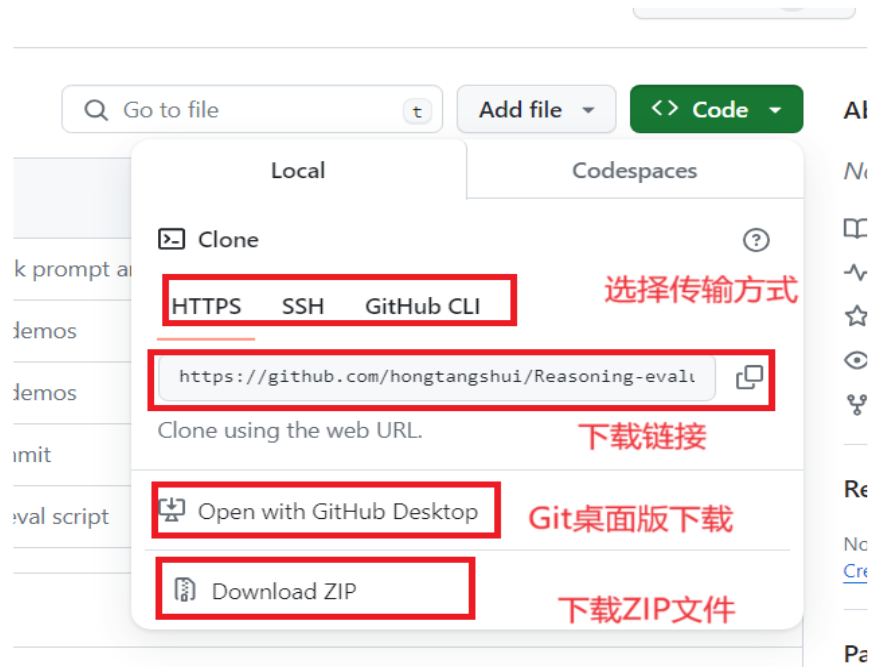 Go to file
t
Add file
Code
Local
Codespaces
Clone
选择传输方式
HTTPS SSH GitHub CLI
k prompt
demos
https://github.com/hongtangshui/Reasoning-evalu
demos
Clone using the web URL.
下载链接
mmit
Open with GitHub Desktop
Git桌面版下载
eval script
Download ZIP
下载ZIP文件
No
Cre